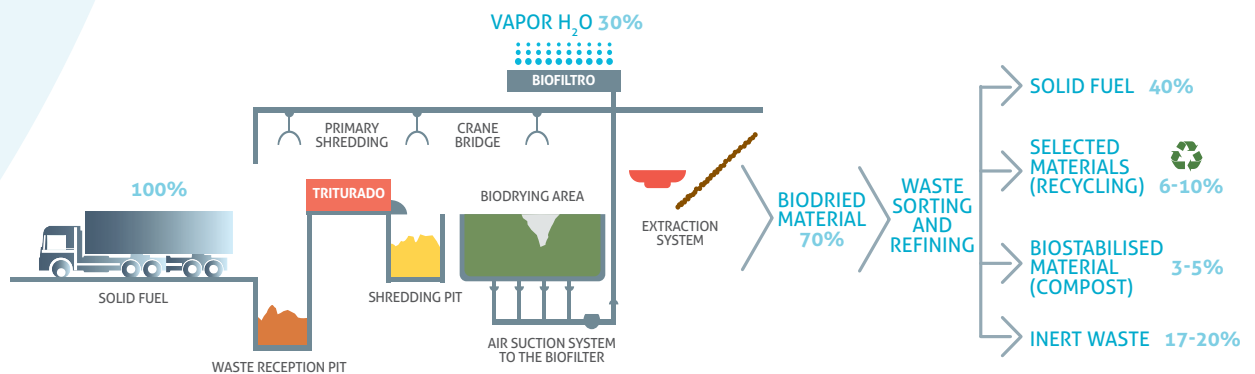 VAPOR H₂O 30%
BIOFILTRO
PRIMARY
SHREDDING
CRANE
BRIDGE
100%
TRITURADO
BIODRYING AREA
SOLID FUEL
SHREDDING PIT
WASTE RECEPTION PIT
AIR SUCTION SYSTEM
TO THE BIOFILTER
EXTRACTION
SYSTEM
BIODRIED
MATERIAL
70%
WASTE
SORTING
AND
REFINING
SOLID FUEL 40%
SELECTED
MATERIALS
(RECYCLING) 6-10%
BIOSTABILISED
MATERIAL 3-5%
(COMPOST)
INERT WASTE 17-20%